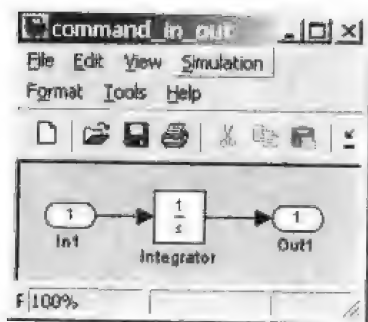 command_in_out
File Edit View Simulation
Format Tools Help
1
1
s
1
In1
Integrator
Out1
F 100%